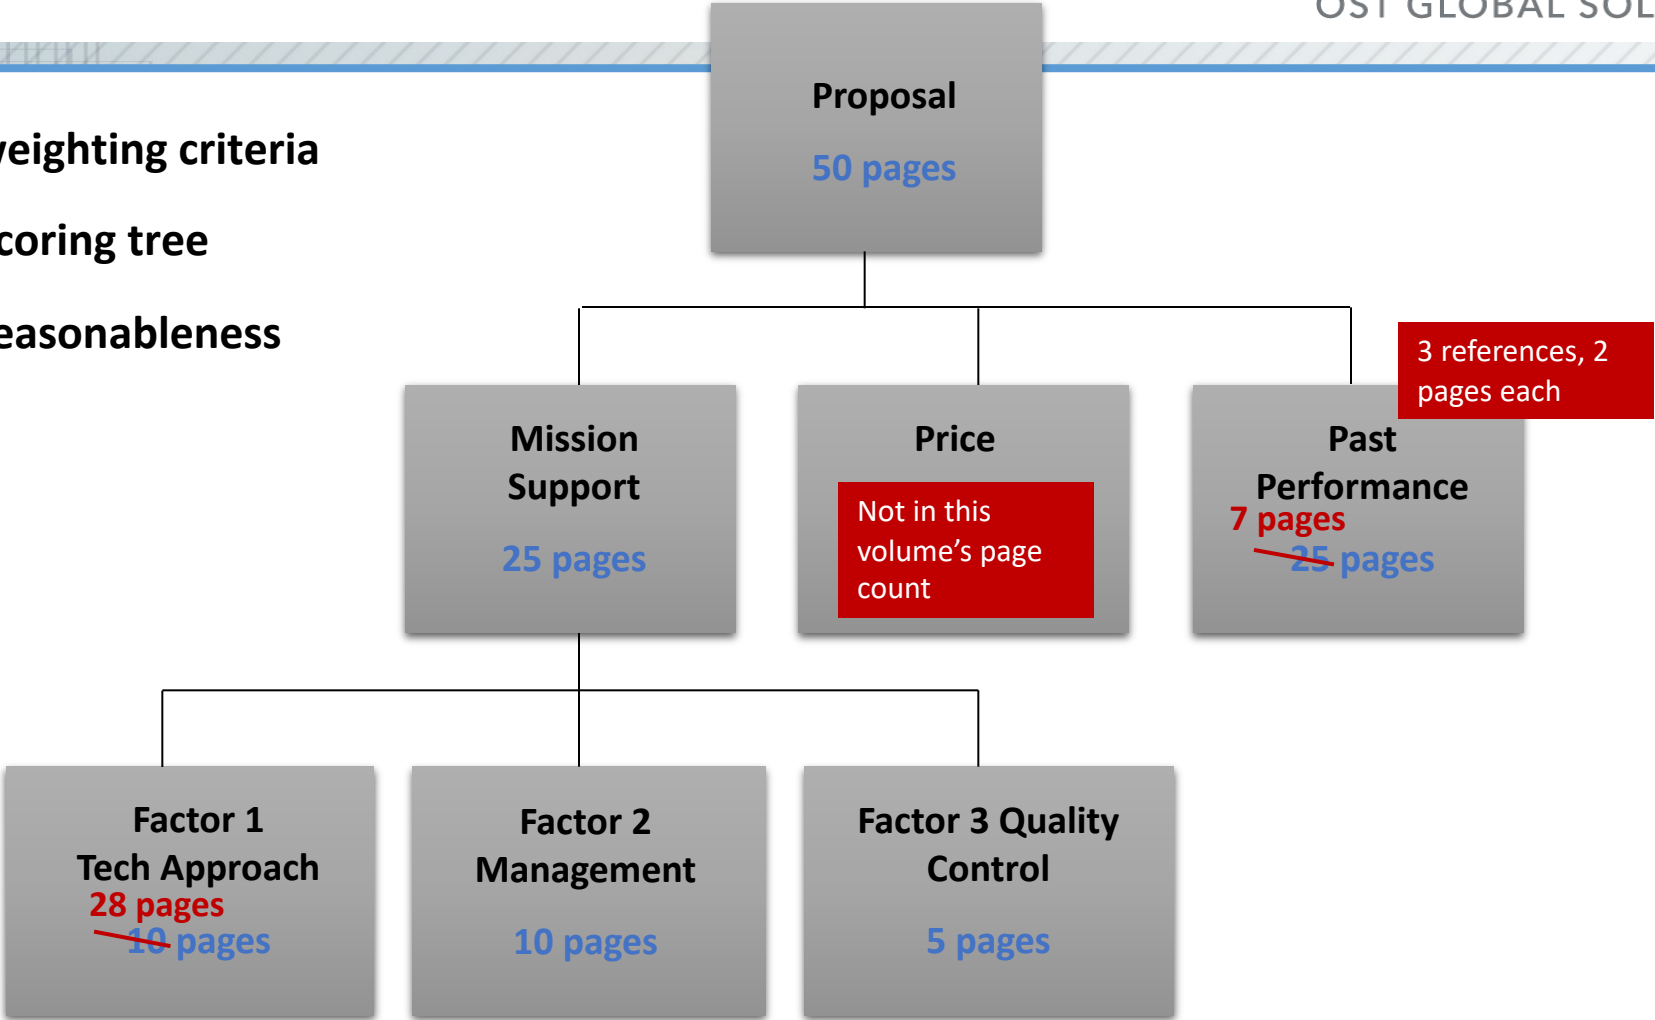 OST GLOBAL SOL
Proposal
50 pages
weighting criteria
coring tree
easonableness
3 references, 2
pages each
Mission
Support
25 pages
Price
Not in this
volume’s page
count
Past
Performance
7 pages
25 pages
Factor 1
Tech Approach
28 pages
10 pages
Factor 2
Management
10 pages
Factor 3 Quality
Control
5 pages